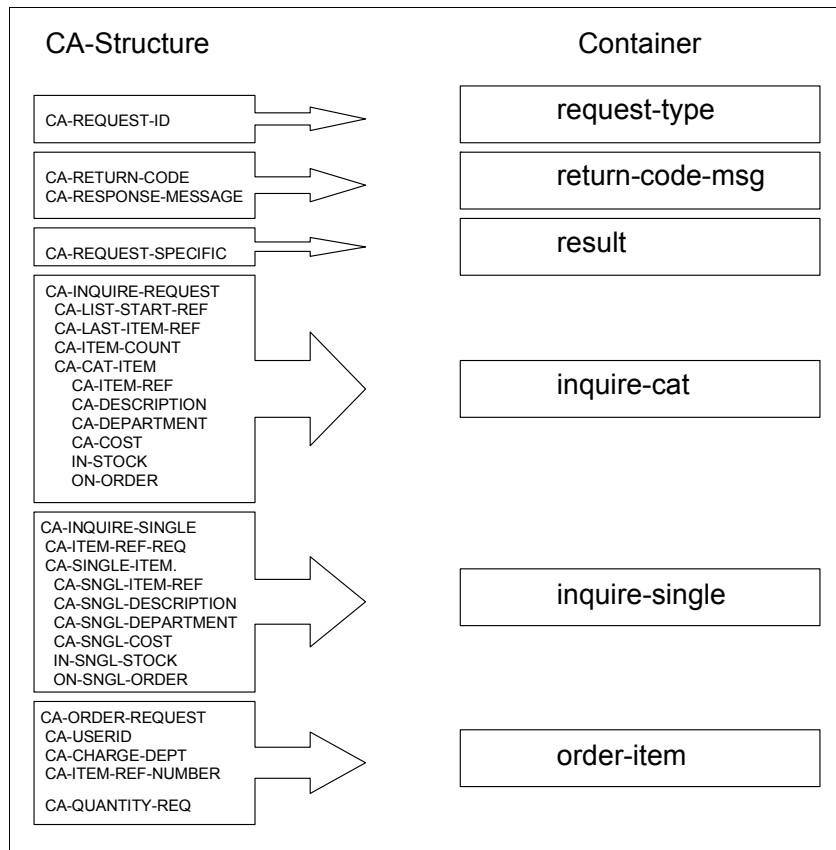 CA-Structure
Container
CA-REQUEST-ID
request-type
CA-RETURN-CODE
CA-RESPONSE-MESSAGE
return-code-msg
CA-REQUEST-SPECIFIC
result
CA-INQUIRE-REQUEST
CA-LIST-START-REF
CA-LAST-ITEM-REF
CA-ITEM-COUNT
CA-CAT-ITEM
CA-ITEM-REF
CA-DESCRIPTION
CA-DEPARTMENT
CA-COST
IN-STOCK
ON-ORDER
inquire-cat
CA-INQUIRE-SINGLE
CA-ITEM-REF-REQ
CA-SINGLE-ITEM.
CA-SNGL-ITEM-REF
CA-SNGL-DESCRIPTION
CA-SNGL-DEPARTMENT
CA-SNGL-COST
IN-SNGL-STOCK
ON-SNGL-ORDER
inquire-single
CA-ORDER-REQUEST
CA-USERID
CA-CHARGE-DEPT
CA-ITEM-REF-NUMBER
CA-QUANTITY-REQ
order-item